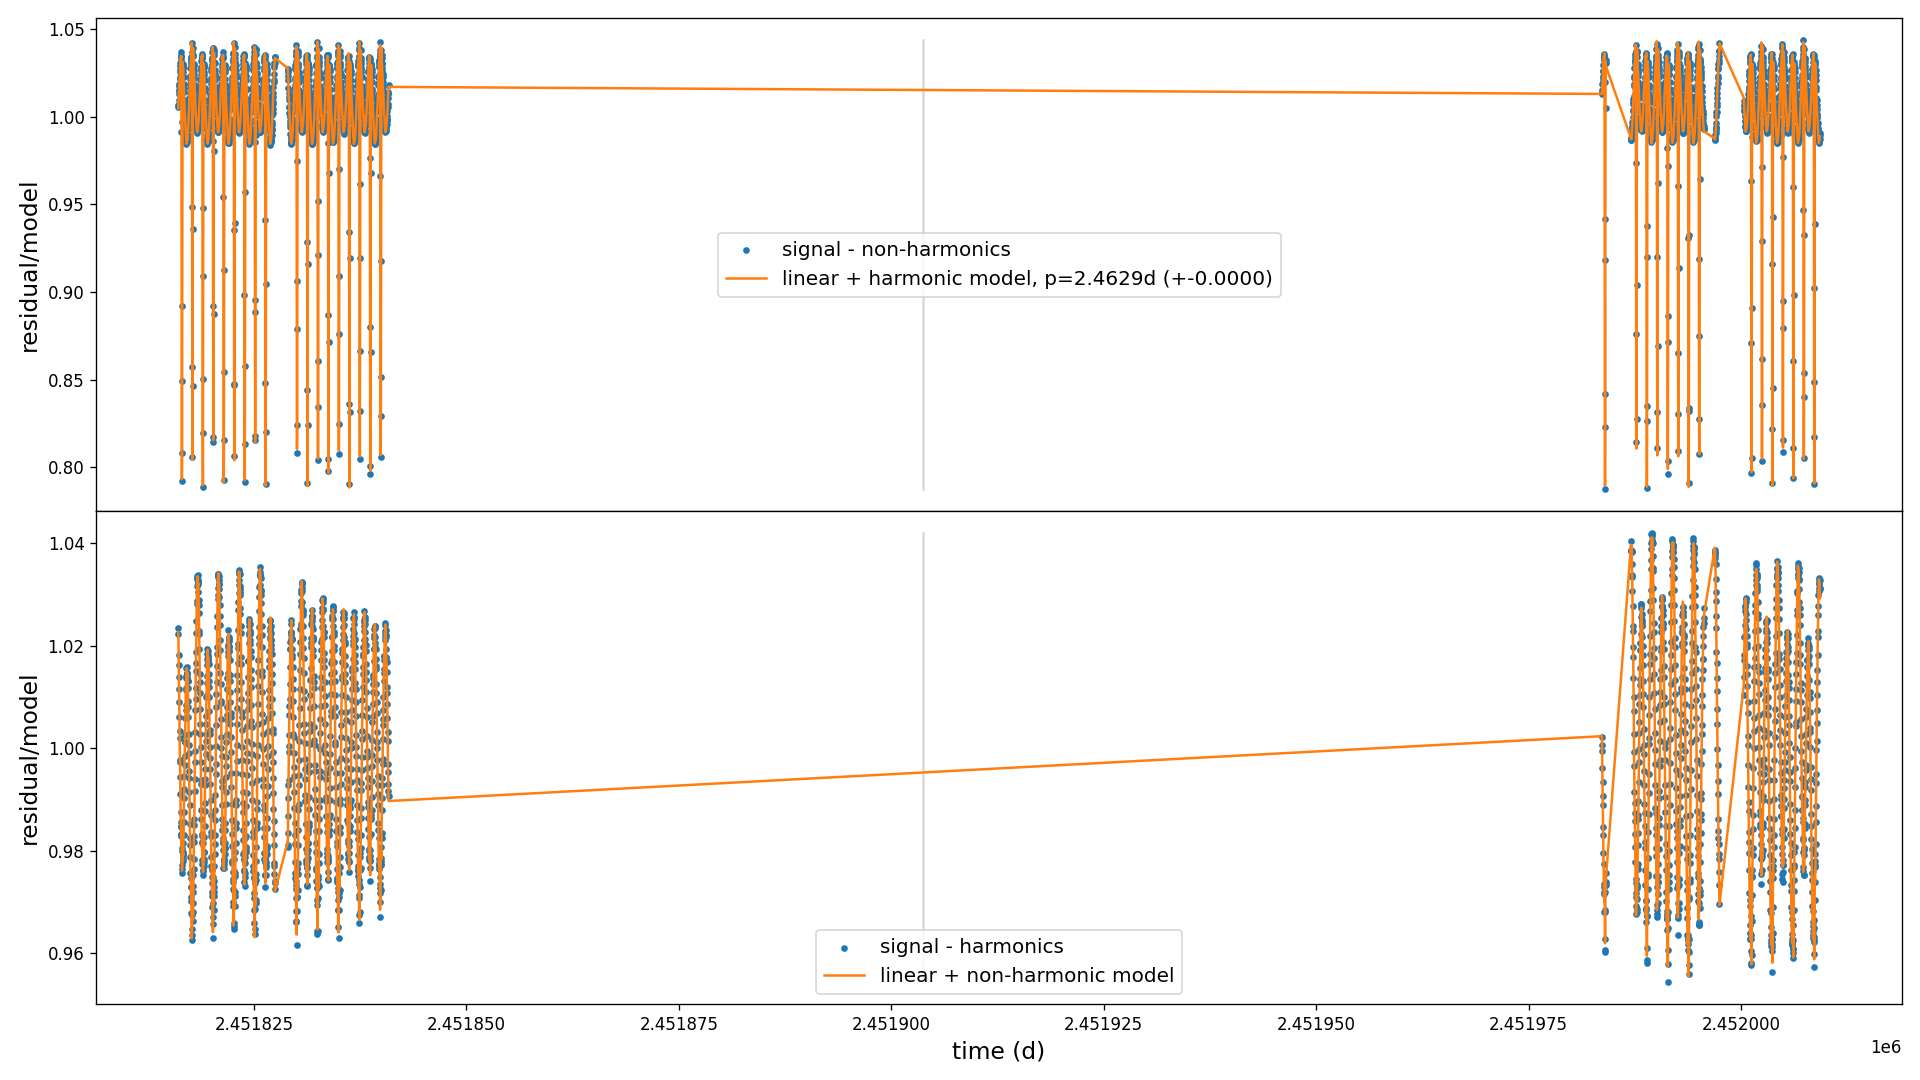 1.05
1.00
0.95
0.90
0.85
0.80
residual/model
signal - non-harmonics
linear + harmonic model, p=2.4629d (+-0.0000)
1.04
1.02
1.00
0.98
0.96
residual/model
signal - harmonics
linear + non-harmonic model
2.451825 2.451850 2.451875 2.451900 2.451925 2.451950 2.451975 2.452000
1e6
time (d)